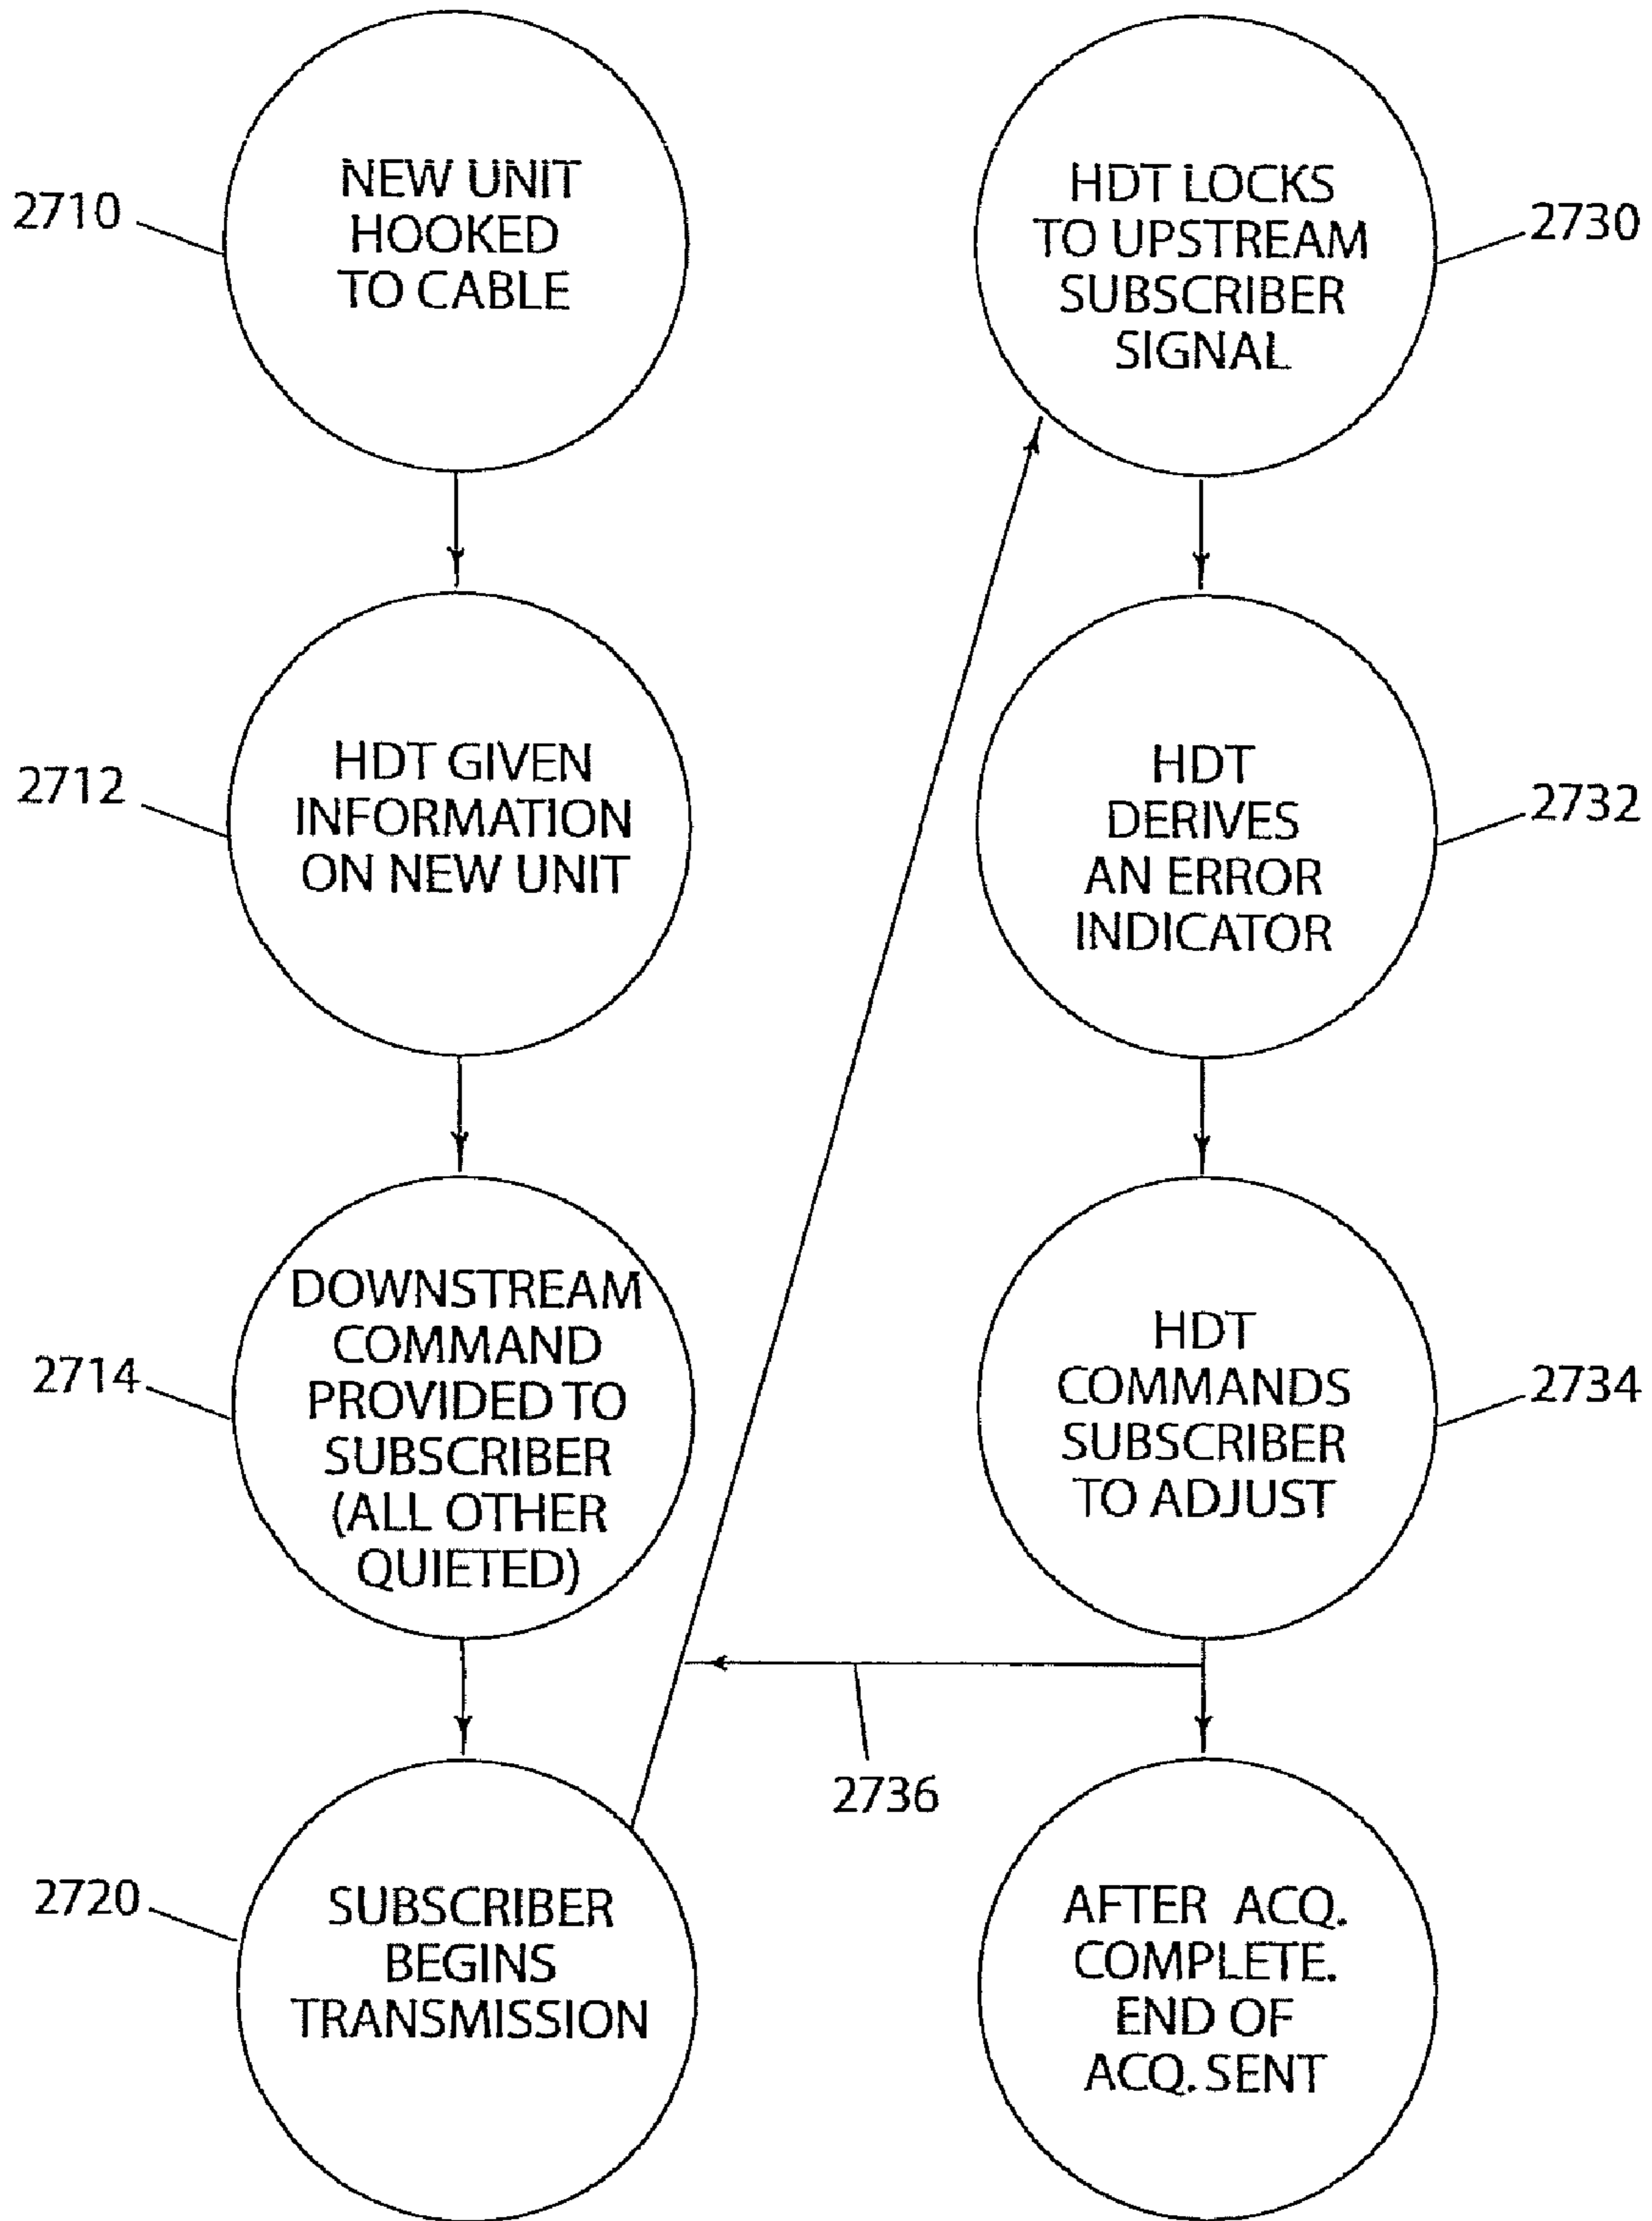 2710
NEW UNIT
HOOKED
TO CABLE
2712
HDT GIVEN
INFORMATION
ON NEW UNIT
2714
DOWNSTREAM
COMMAND
PROVIDED TO
SUBSCRIBER
(ALL OTHER
QUIETED)
2720
SUBSCRIBER
BEGINS
TRANSMISSION
HDT LOCKS
TO UPSTREAM
SUBSCRIBER
SIGNAL
2730
HDT
DERIVES
AN ERROR
INDICATOR
2732
HDT
COMMANDS
SUBSCRIBER
TO ADJUST
2734
2736
AFTER ACQ.
COMPLETE.
END OF
ACQ. SENT